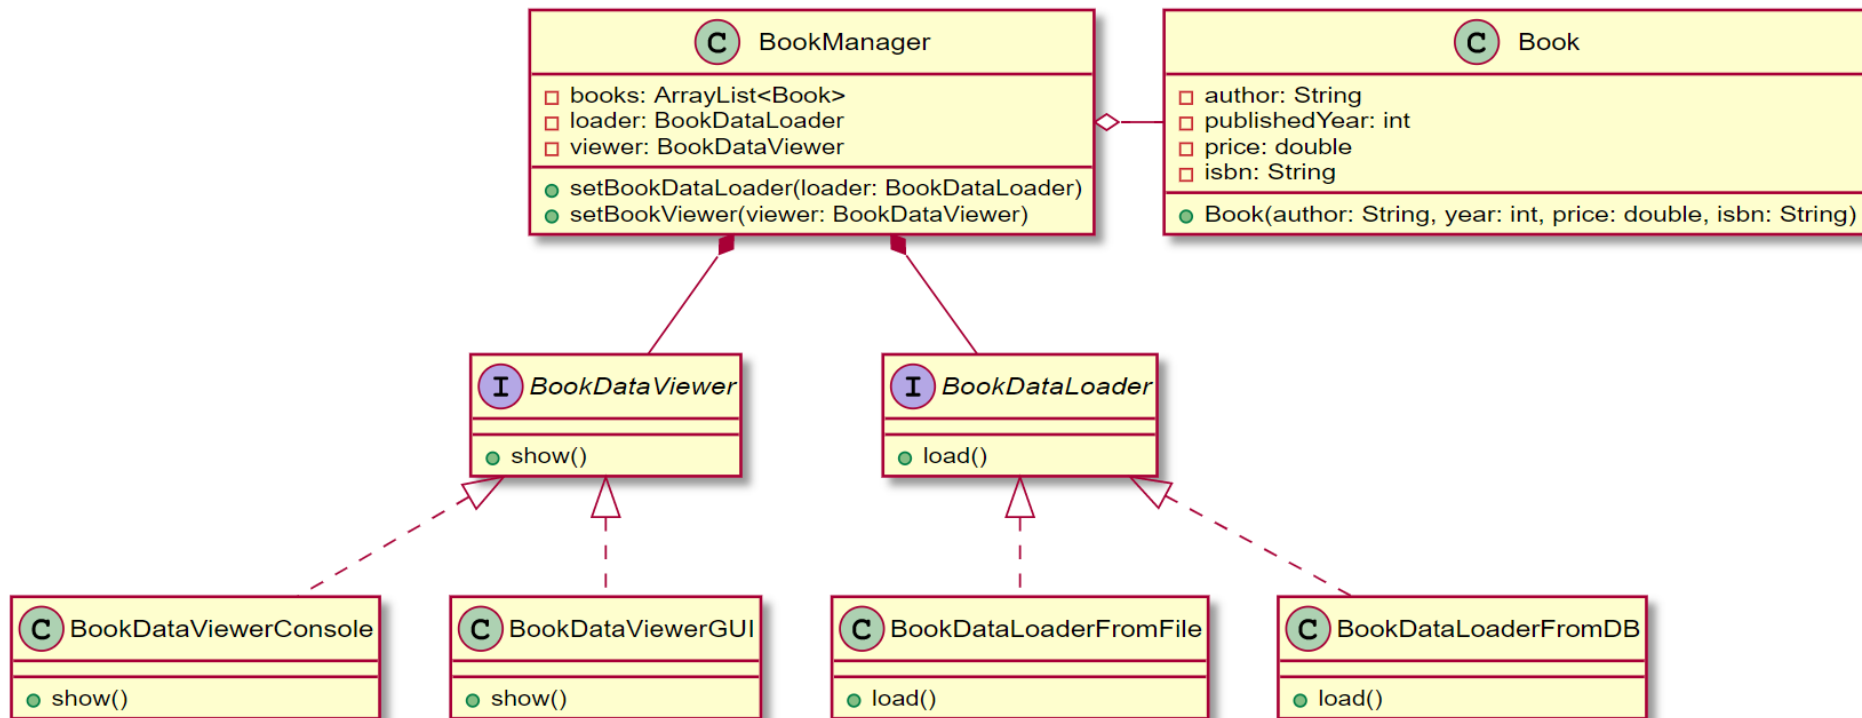 C BookManager
books: ArrayList<Book>
loader: BookDataLoader
viewer: BookDataViewer
setBookDataLoader(loader: BookDataLoader)
setBookViewer(viewer: BookDataViewer)
C Book
author: String
publishedYear: int
price: double
isbn: String
Book(author: String, year: int, price: double, isbn: String)
I BookDataViewer
show()
I BookDataLoader
load()
C BookDataViewerConsole
show()
C BookDataViewerGUI
show()
C BookDataLoaderFromFile
load()
C BookDataLoaderFromDB
load()